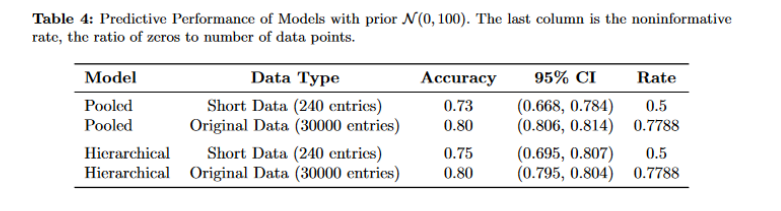 Table 4: Predictive Performance of Models with prior N(0, 100). The last column is the noninformative
rate, the ratio of zeros to number of data points.
Model Data Type Accuracy 95% CI Rate
Pooled Short Data (240 entries) 0.73 (0.668, 0.784) 0.5
Pooled Original Data (30000 entries) 0.80 (0.806, 0.814) 0.7788
Hierarchical Short Data (240 entries) 0.75 (0.695, 0.807) 0.5
Hierarchical Original Data (30000 entries) 0.80 (0.795, 0.804) 0.7788